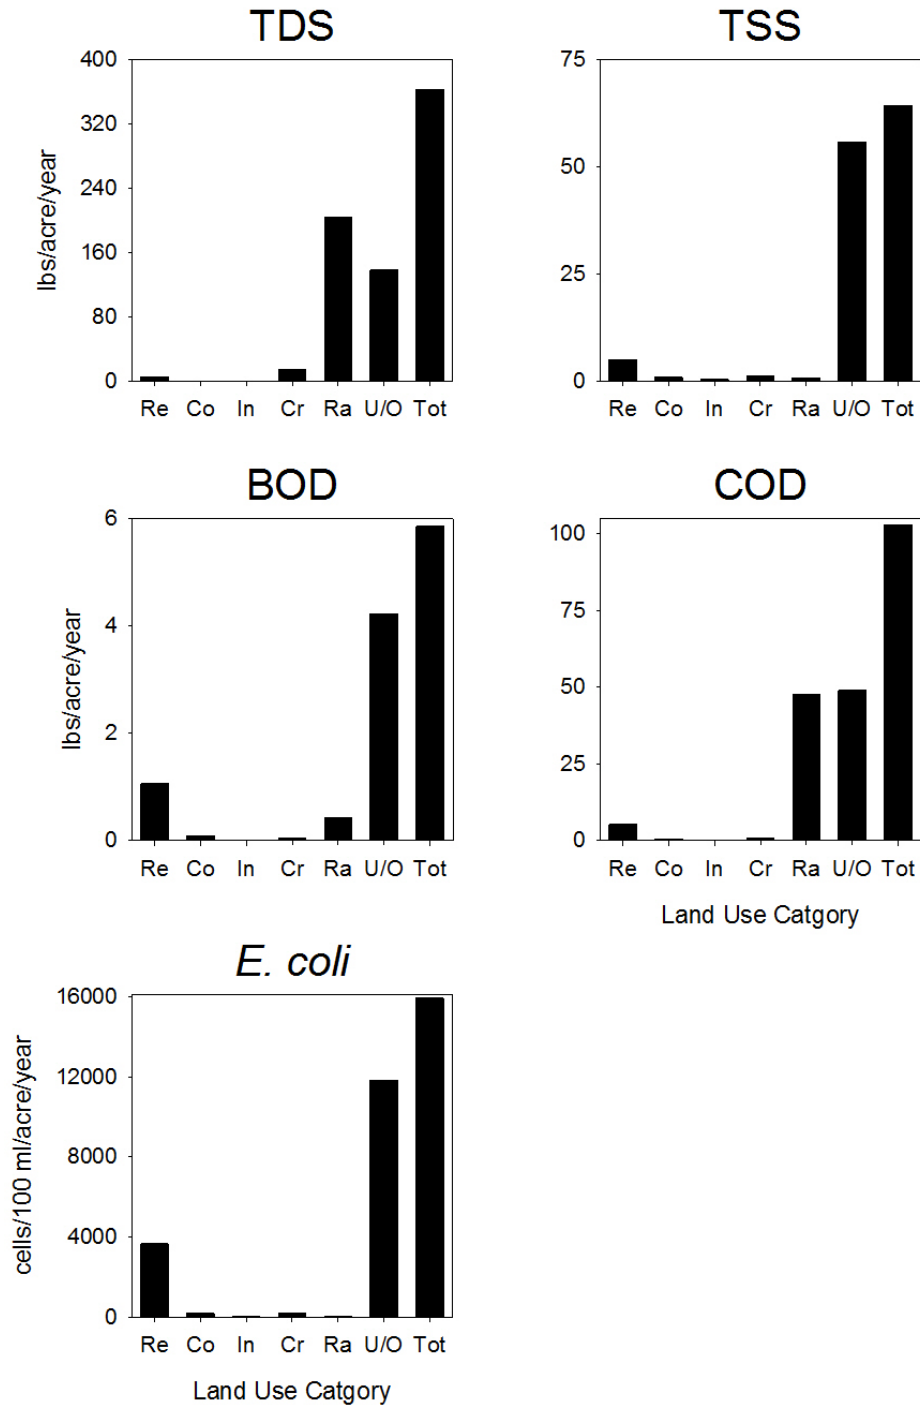 TDS
400
320
240
160
80
0
lbs/acre/year
Re Co In Cr Ra U/O Tot
TSS
75
50
25
0
Re Co In Cr Ra U/O Tot
BOD
6
4
2
0
lbs/acre/year
Re Co In Cr Ra U/O Tot
COD
100
75
50
25
0
Re Co In Cr Ra U/O Tot
Land Use Catgory
E. coli
16000
12000
8000
4000
0
cells/100 ml/acre/year
Re Co In Cr Ra U/O Tot
Land Use Catgory